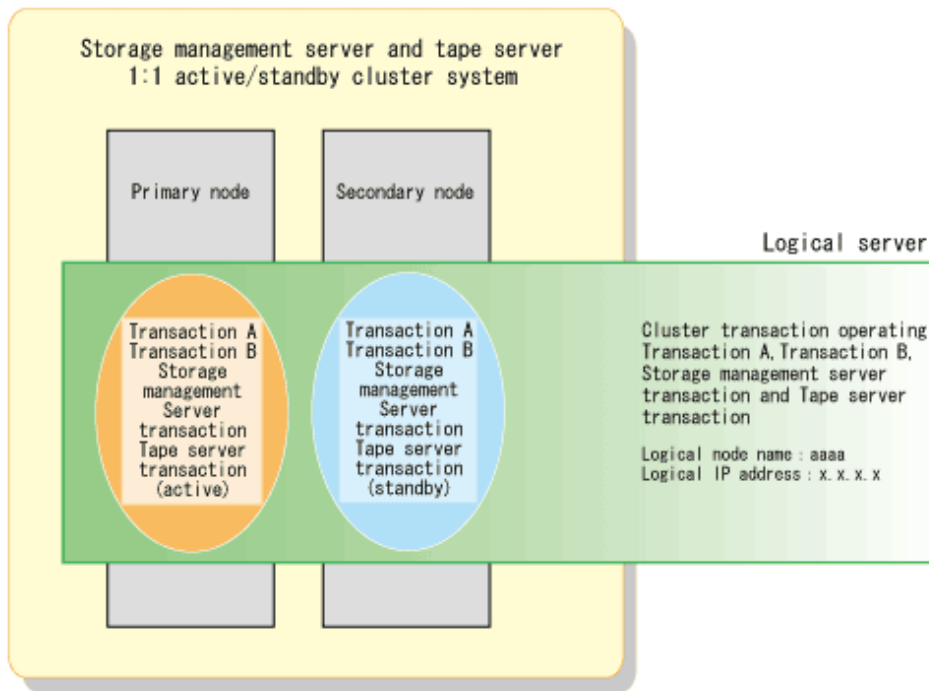 Storage management server and tape server
1:1 active/standby cluster system
Primary node
Secondary node
Logical server
Transaction A
Transaction B
Storage
management
Server
transaction
Tape server
transaction
(active)
Transaction A
Transaction B
Storage
management
Server
transaction
Tape server
transaction
(standby)
Cluster transaction operating
Transaction A, Transaction B,
Storage management server
transaction and Tape server
transaction
Logical node name : aaaa
Logical IP address : x. x. x. x